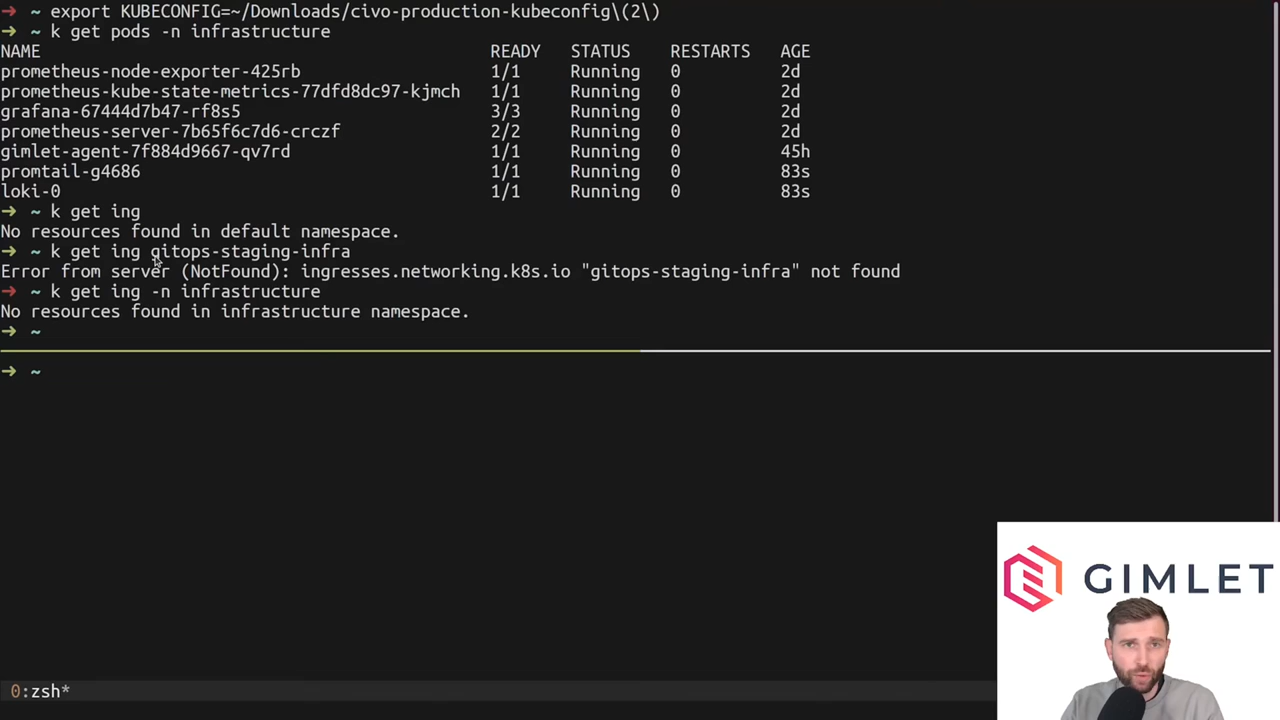 ➜ ~ export KUBECONFIG=~/Downloads/civo-production-kubeconfig\(2\)
➜ ~ k get pods -n infrastructure
NAME READY STATUS RESTARTS AGE
prometheus-node-exporter-425rb 1/1 Running 0 2d
prometheus-kube-state-metrics-77dfd8dc97-kjmch 1/1 Running 0 2d
grafana-67444d7b47-rf8s5 3/3 Running 0 2d
prometheus-server-7b65f6c7d6-crczf 2/2 Running 0 2d
gimlet-agent-7f884d9667-qv7rd 1/1 Running 0 45h
promtail-g4686 1/1 Running 0 83s
loki-0 1/1 Running 0 83s
➜ ~ k get ing
No resources found in default namespace.
➜ ~ k get ing gitops-staging-infra
Error from server (NotFound): ingresses.networking.k8s.io "gitops-staging-infra" not found
➜ ~ k get ing -n infrastructure
No resources found in infrastructure namespace.
➜ ~
➜ ~
GIMLET
0:zsh*